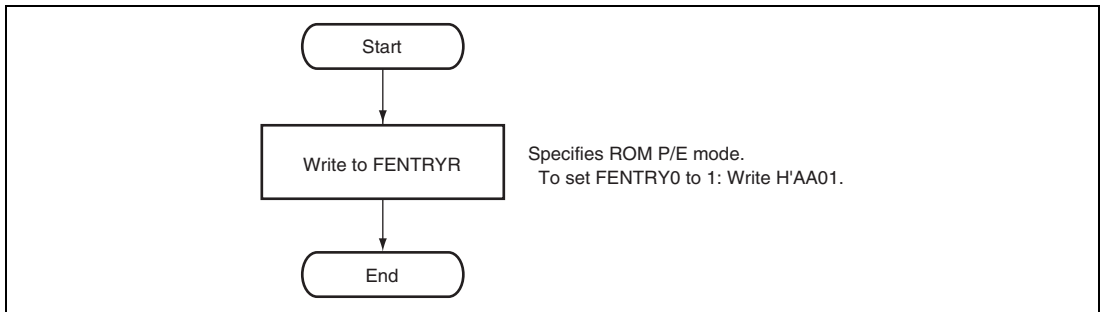 Start
Write to FENTRYR
Specifies ROM P/E mode.
To set FENTRY0 to 1: Write H'AA01.
End